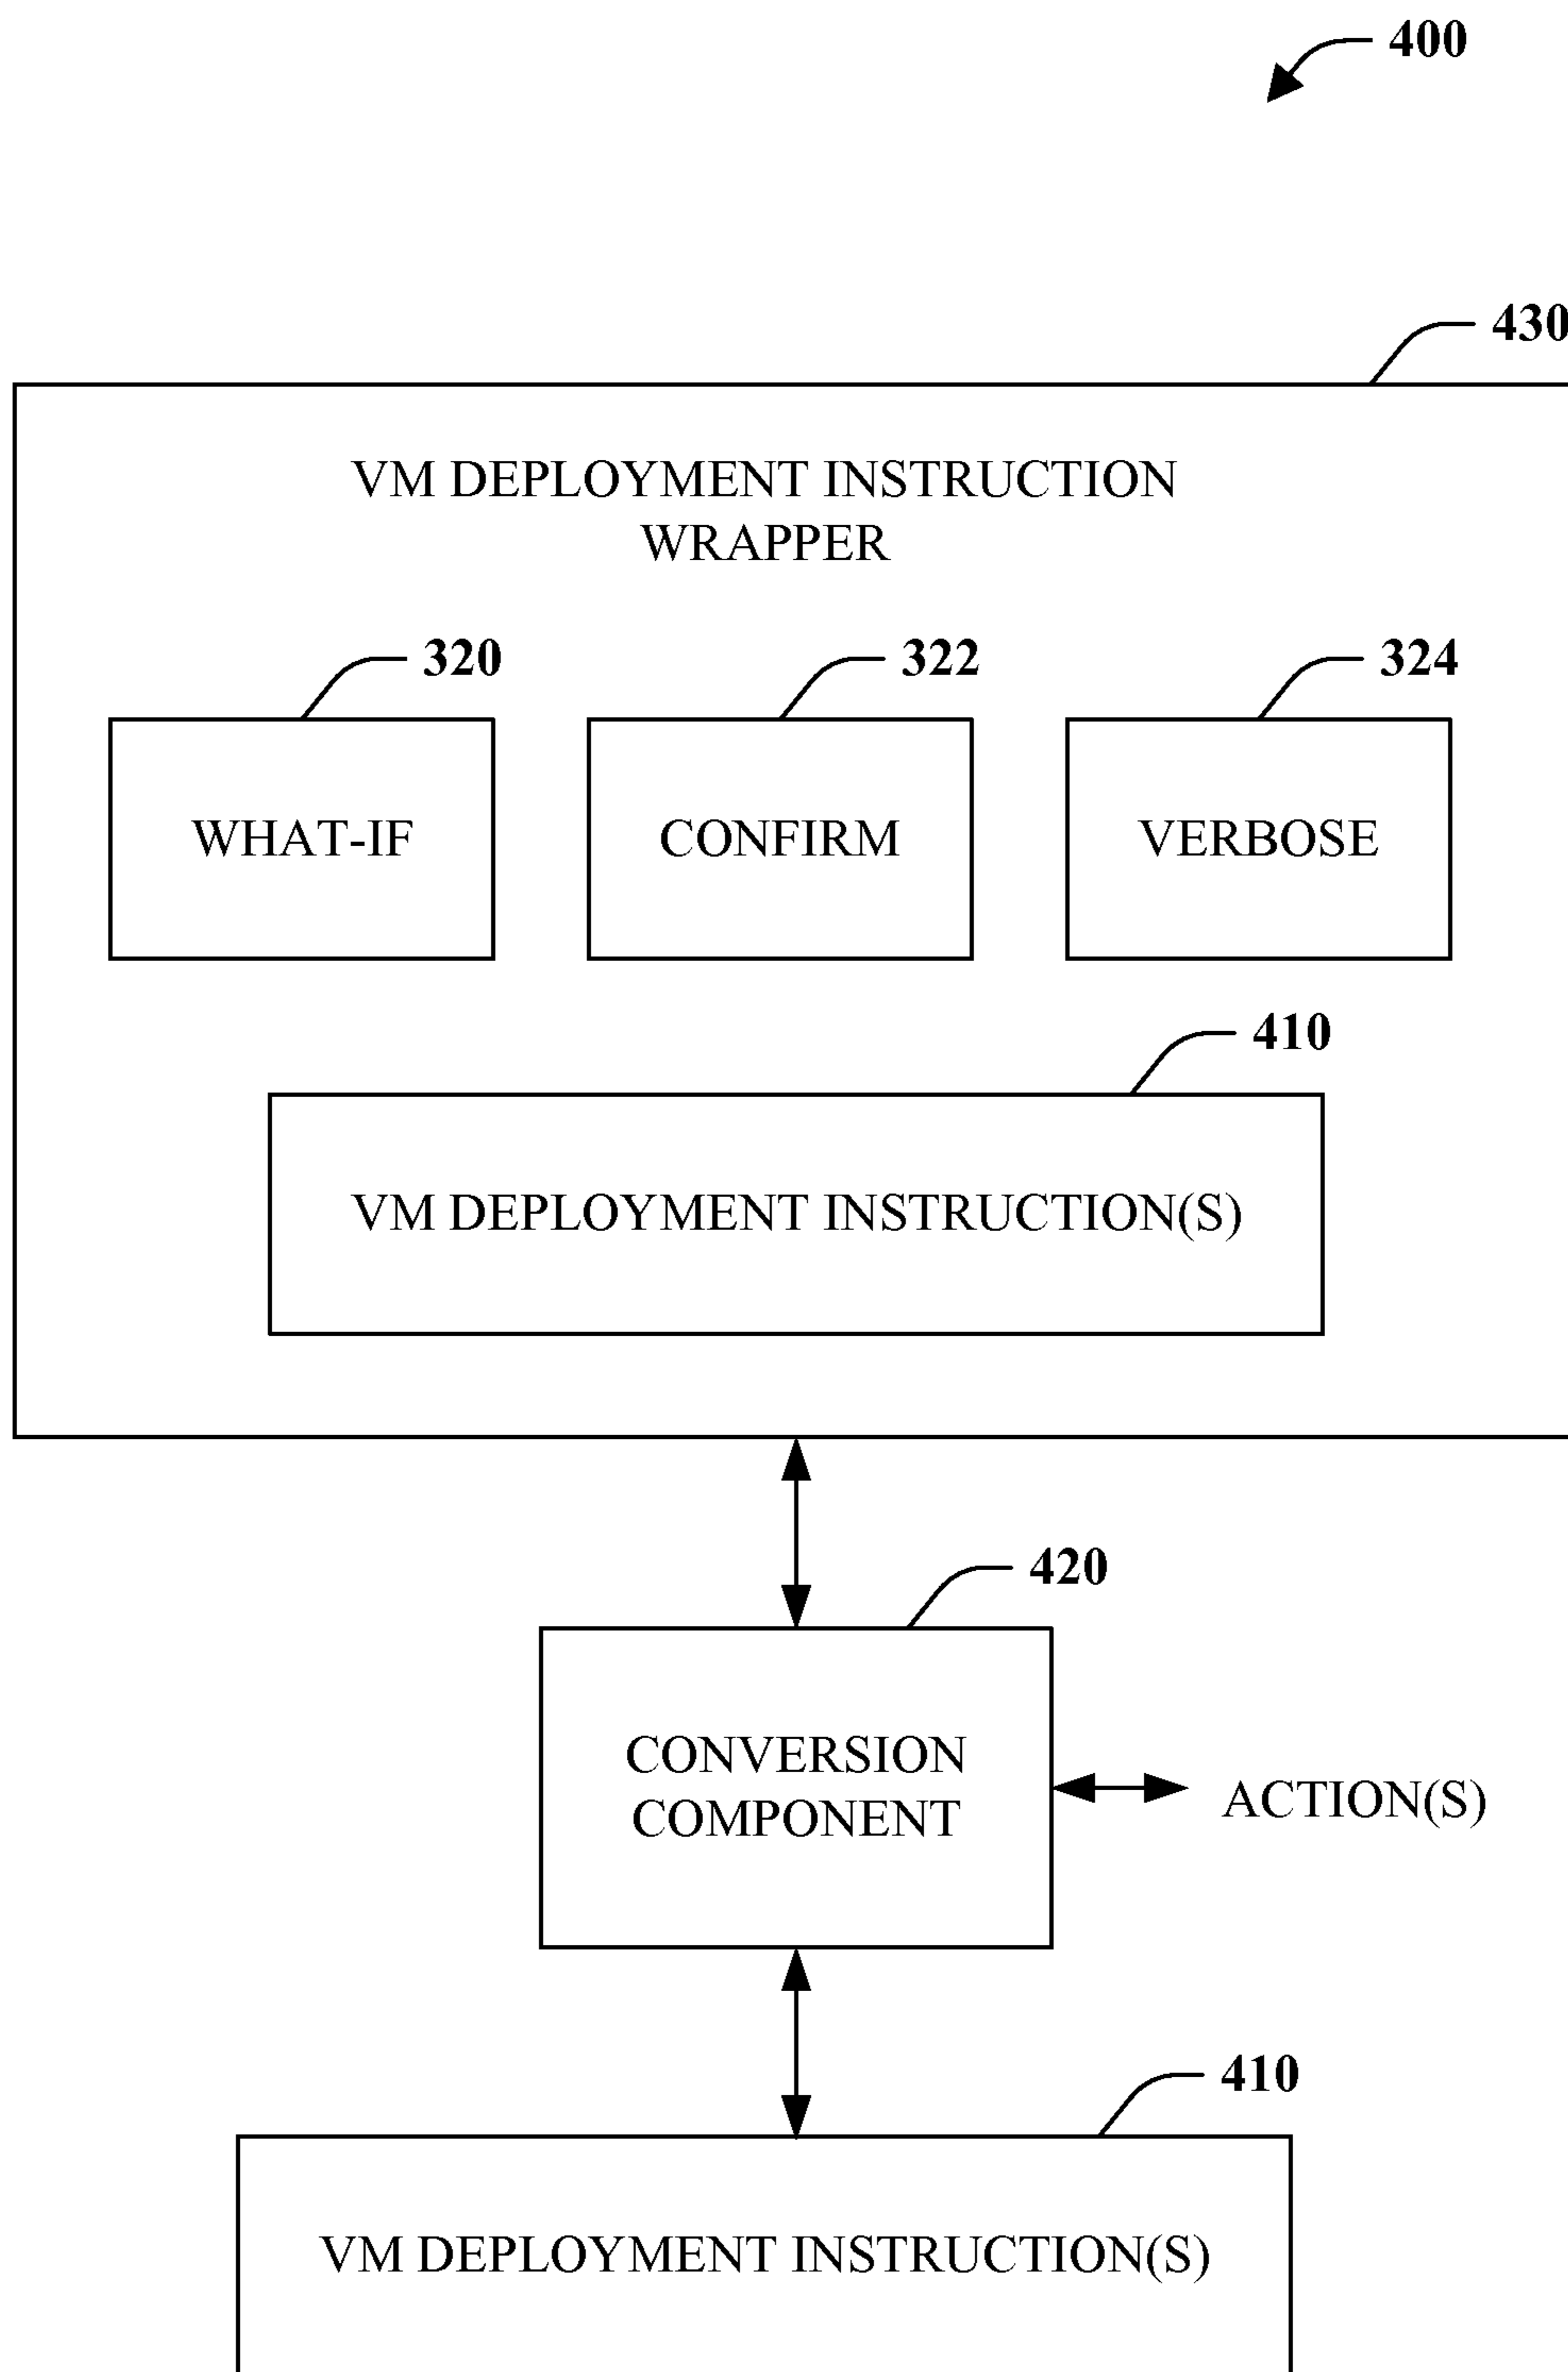 400
430
VM DEPLOYMENT INSTRUCTION
WRAPPER
320
322
324
WHAT-IF
CONFIRM
VERBOSE
410
VM DEPLOYMENT INSTRUCTION(S)
420
CONVERSION
COMPONENT
ACTION(S)
410
VM DEPLOYMENT INSTRUCTION(S)